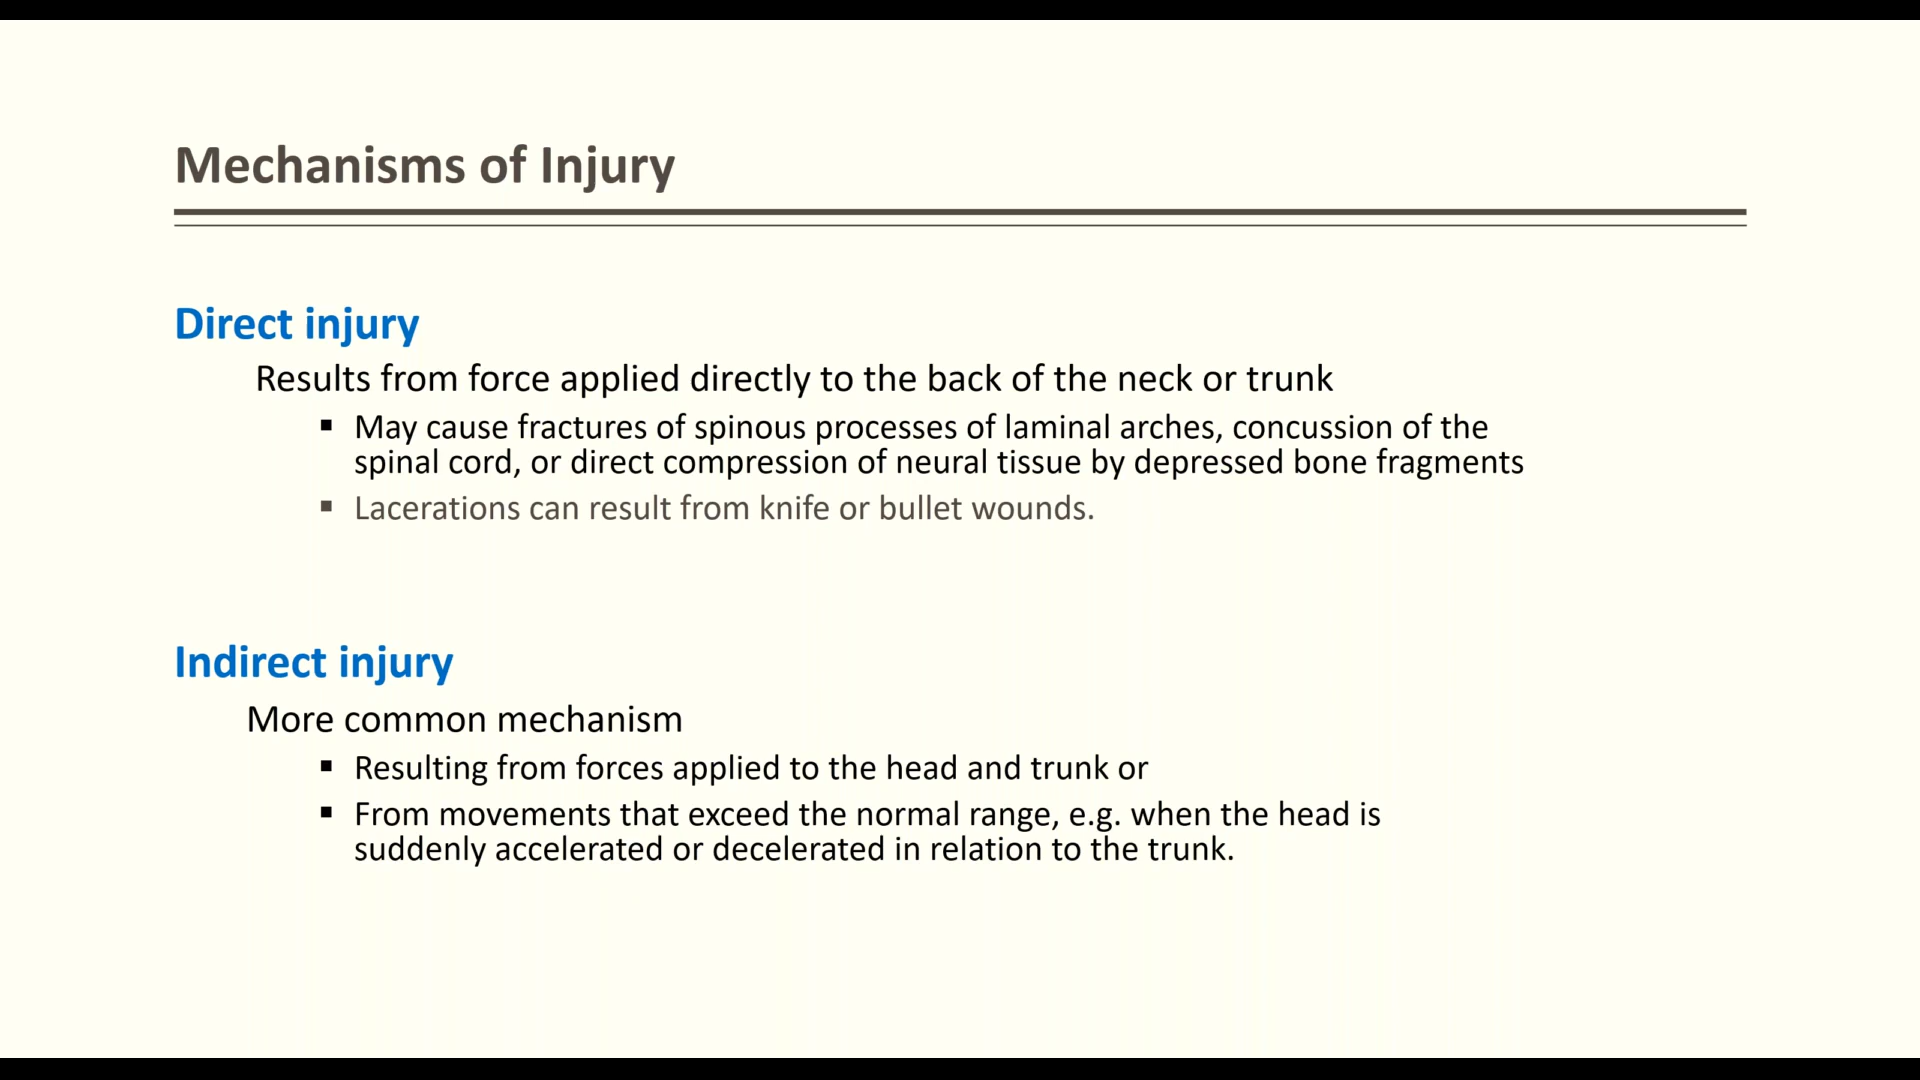 Mechanisms of Injury
Direct injury
Results from force applied directly to the back of the neck or trunk
▪ May cause fractures of spinous processes of laminal arches, concussion of the
spinal cord, or direct compression of neural tissue by depressed bone fragments
▪ Lacerations can result from knife or bullet wounds.
Indirect injury
More common mechanism
▪ Resulting from forces applied to the head and trunk or
▪ From movements that exceed the normal range, e.g. when the head is
suddenly accelerated or decelerated in relation to the trunk.